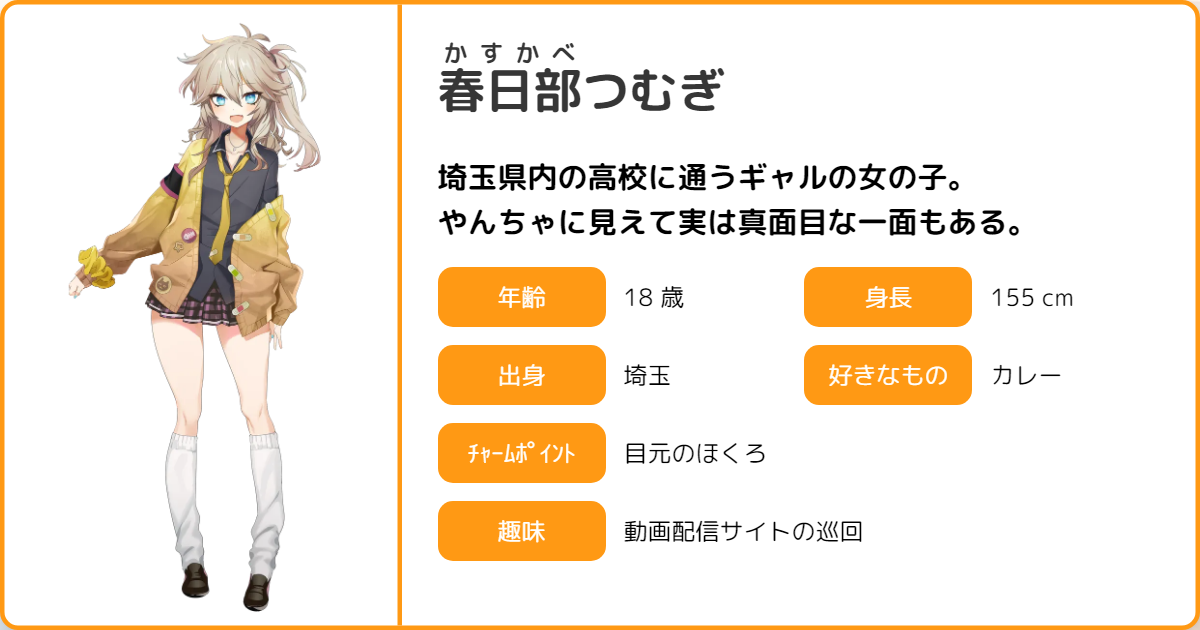 かすかべ
春日部つむぎ
埼玉県内の高校に通うギャルの女の子。
やんちゃに見えて実は真面目な一面もある。
年齢 18 歳 身長 155 cm
出身 埼玉 好きなもの カレー
ﾁｬｰﾑﾎﾟｲﾝﾄ 目元のほくろ
趣味 動画配信サイトの巡回